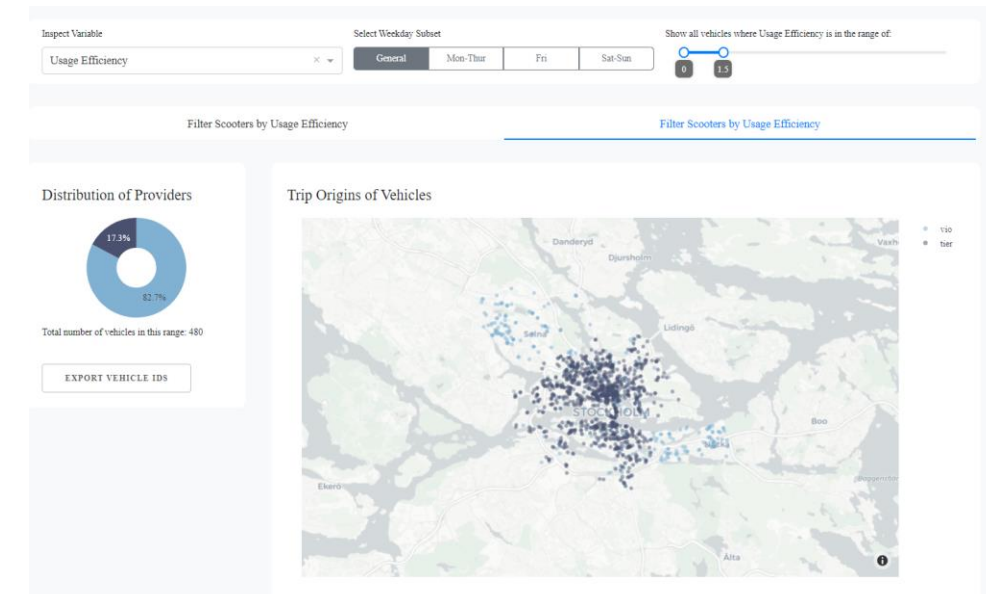 Inspect Variable
Select Weekday Subset
Show all vehicles where Usage Efficiency is in the range of:
Usage Efficiency
General
Mon-Thur
Fri
Sat-Sun
0
1.5
Filter Scooters by Usage Efficiency
Filter Scooters by Usage Efficiency
Distribution of Providers
17.3%
82.7%
Total number of vehicles in this range: 480
EXPORT VEHICLE IDS
Trip Origins of Vehicles
vio
tier
Danderyd
Djursholm
Vaxh
Solna
Lidingö
STOCKHOLM
Boo
Nacka
Ekerö
Älta